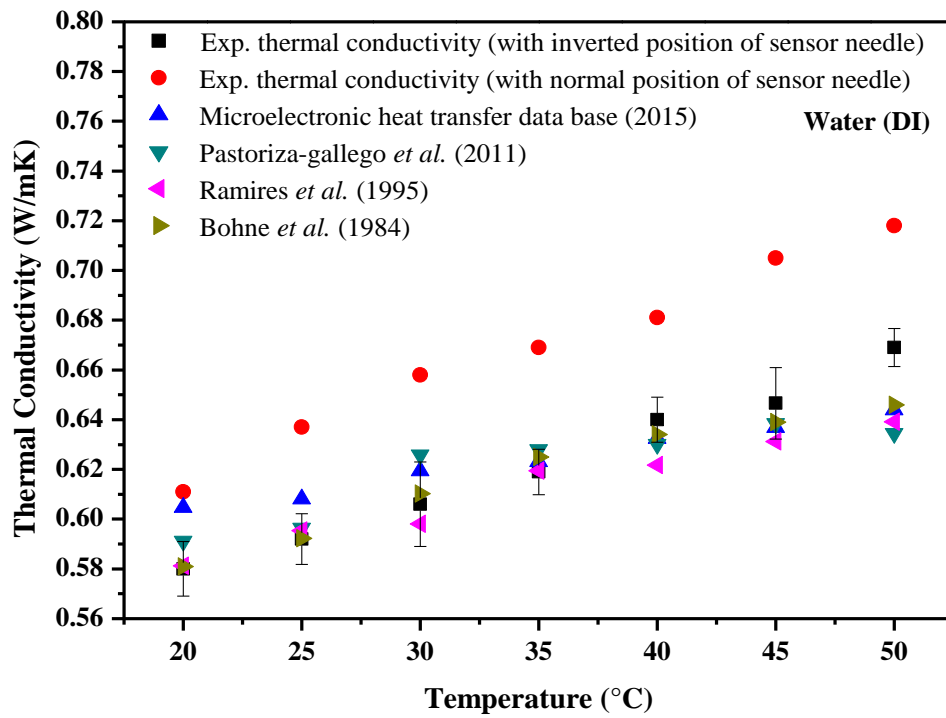 0.80
0.78
0.76
0.74
0.72
0.70
0.68
0.66
0.64
0.62
0.60
0.58
0.56
Thermal Conductivity (W/mK)
Exp. thermal conductivity (with inverted position of sensor needle)
Exp. thermal conductivity (with normal position of sensor needle)
Microelectronic heat transfer data base (2015)
Water (DI)
Pastoriza-gallego et al. (2011)
Ramires et al. (1995)
Bohne et al. (1984)
20 25 30 35 40 45 50
Temperature (°C)